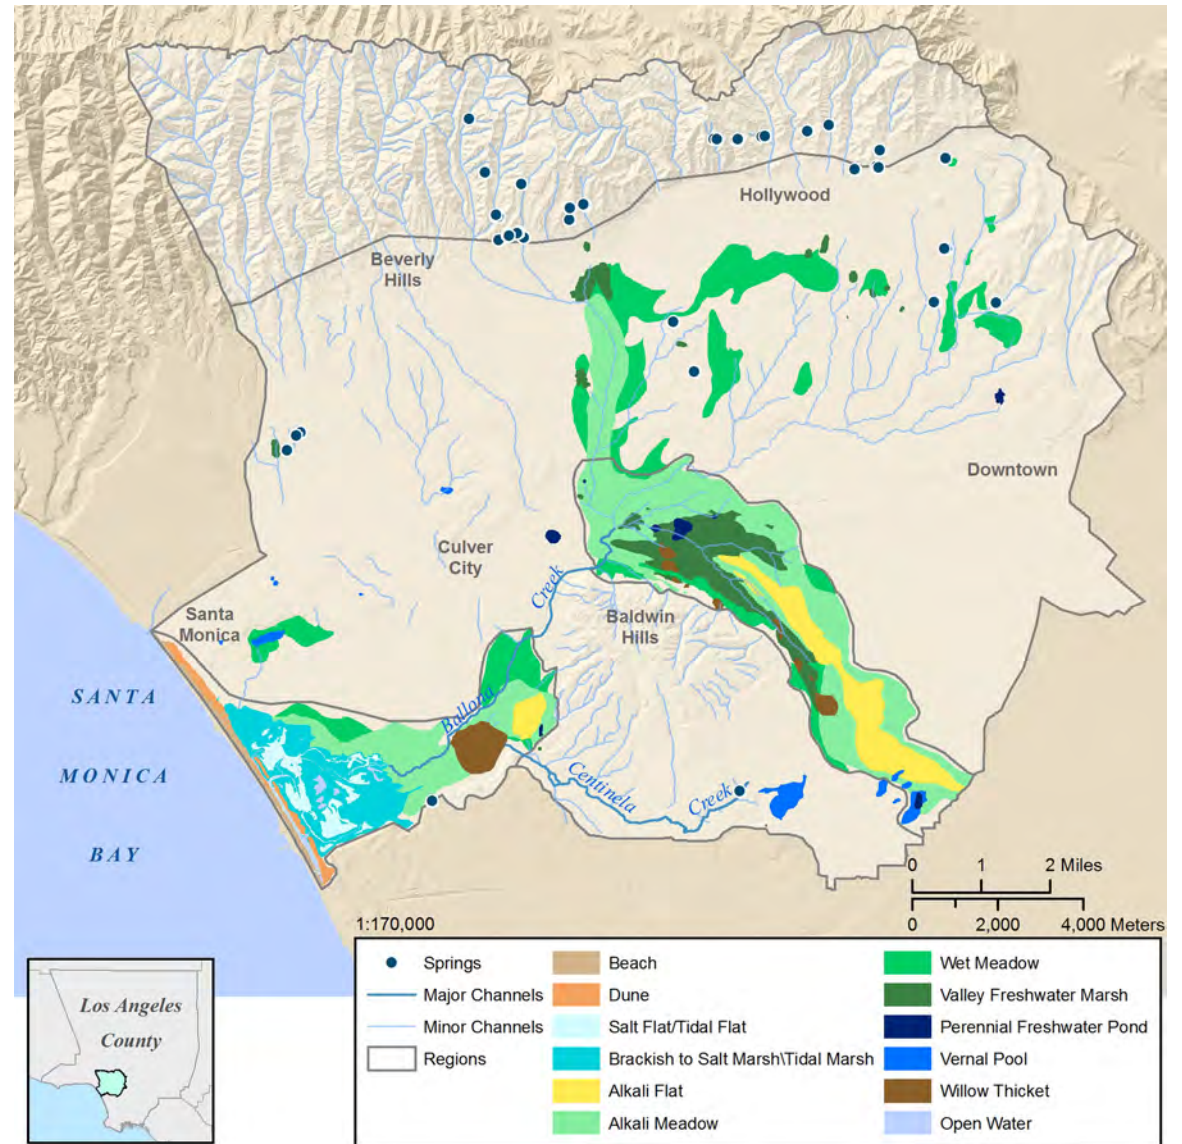 Hollywood
Beverly
Hills
Downtown
Culver
City
Creek
Baldwin
Hills
Santa
Monica
SANTA
MONICA
BAY
Ballona
Centinela
Creek
0 1 2 Miles
0 2,000 4,000 Meters
1:170,000
Springs
Major Channels
Minor Channels
Regions
Beach
Dune
Salt Flat/Tidal Flat
Brackish to Salt Marsh\Tidal Marsh
Alkali Flat
Alkali Meadow
Wet Meadow
Valley Freshwater Marsh
Perennial Freshwater Pond
Vernal Pool
Willow Thicket
Open Water
Los Angeles
County